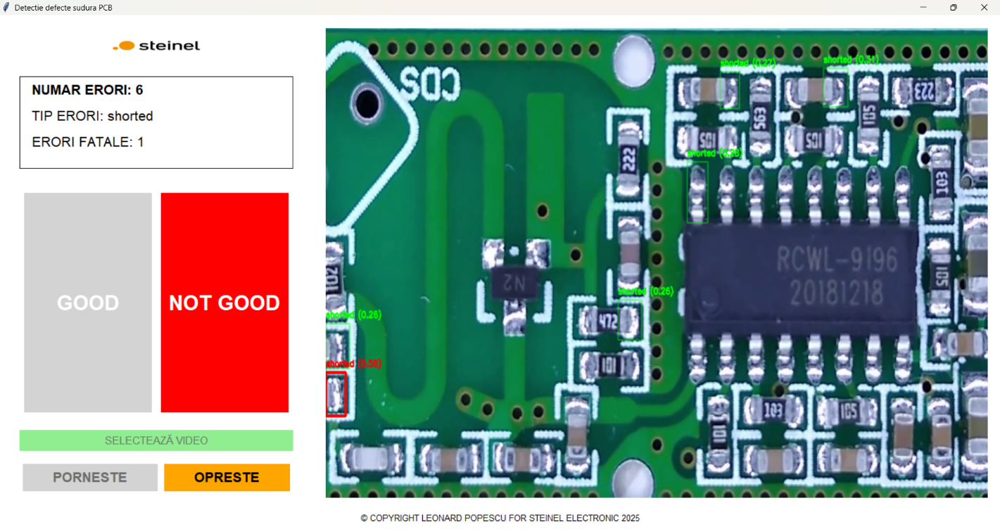 Detectie defecte sudura PCB
steinel
NUMAR ERORI: 6
TIP ERORI: shorted
ERORI FATALE: 1
GOOD
NOT GOOD
SELECTEAZĂ VIDEO
PORNESTE
OPRESTE
CDS
shorted (0.27)
shorted (0.31)
223
563
105
105
105
shorted (0.28)
222
103
RCWL-9196
20181218
102
N2
105
shorted (0.26)
472
shorted (0.26)
101
shorted (0.56)
103
105
101
© COPYRIGHT LEONARD POPESCU FOR STEINEL ELECTRONIC 2025